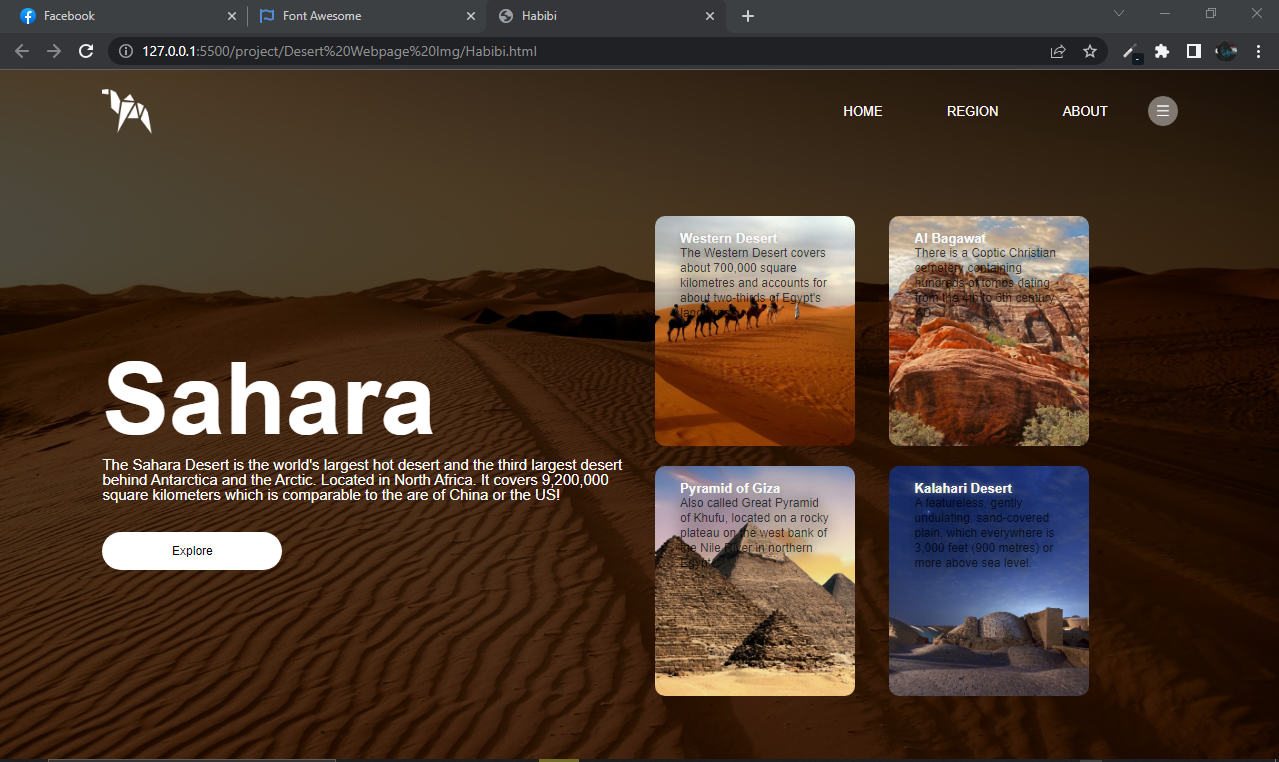 Facebook
Font Awesome
Habibi
127.0.0.1:5500/project/Desert%20Webpage%20Img/Habibi.html
HOME
REGION
ABOUT
Sahara
The Sahara Desert is the world's largest hot desert and the third largest desert
behind Antarctica and the Arctic. Located in North Africa. It covers 9,200,000
square kilometers which is comparable to the are of China or the US!
Explore
Western Desert
The Western Desert covers
about 700,000 square
kilometres and accounts for
about two-thirds of Egypt's
Al Bagawat
There is a Coptic Christian
cemetery containing
hundreds of tombs dating
from the 4th to 6th century
AD
Pyramid of Giza
Also called Great Pyramid
of Khufu, located on a rocky
plateau on the west bank of
the Nile River in northern
Egypt
Kalahari Desert
A featureless, gently
undulating, sand-covered
plain, which everywhere is
3,000 feet (900 metres) or
more above sea level.